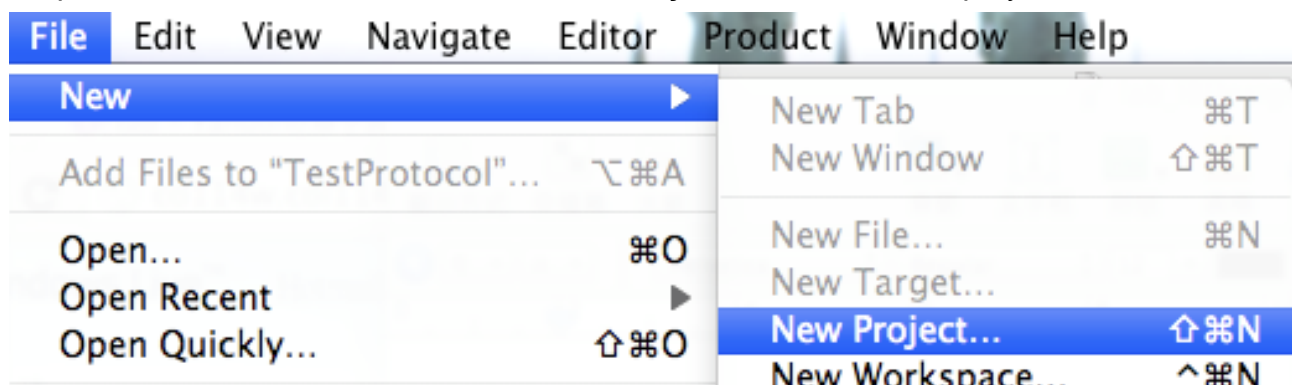 File Edit View Navigate Editor Product Window Help
New ▶
Add Files to "TestProtocol"... ⌥⌘A
Open... ⌘O
Open Recent ▶
Open Quickly... ⇧⌘O
New Tab ⌘T
New Window ⇧⌘T
New File... ⌘N
New Target...
New Project... ⇧⌘N
New Workspace... ^⌘N